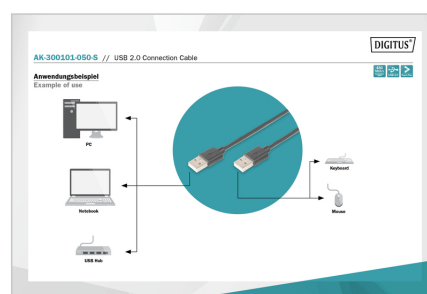 DIGITUS®
AK-300101-050-S // USB 2.0 Connection Cable
Anwendungsbeispiel
Example of use
PC
Keyboard
Notebook
Mouse
USB Hub